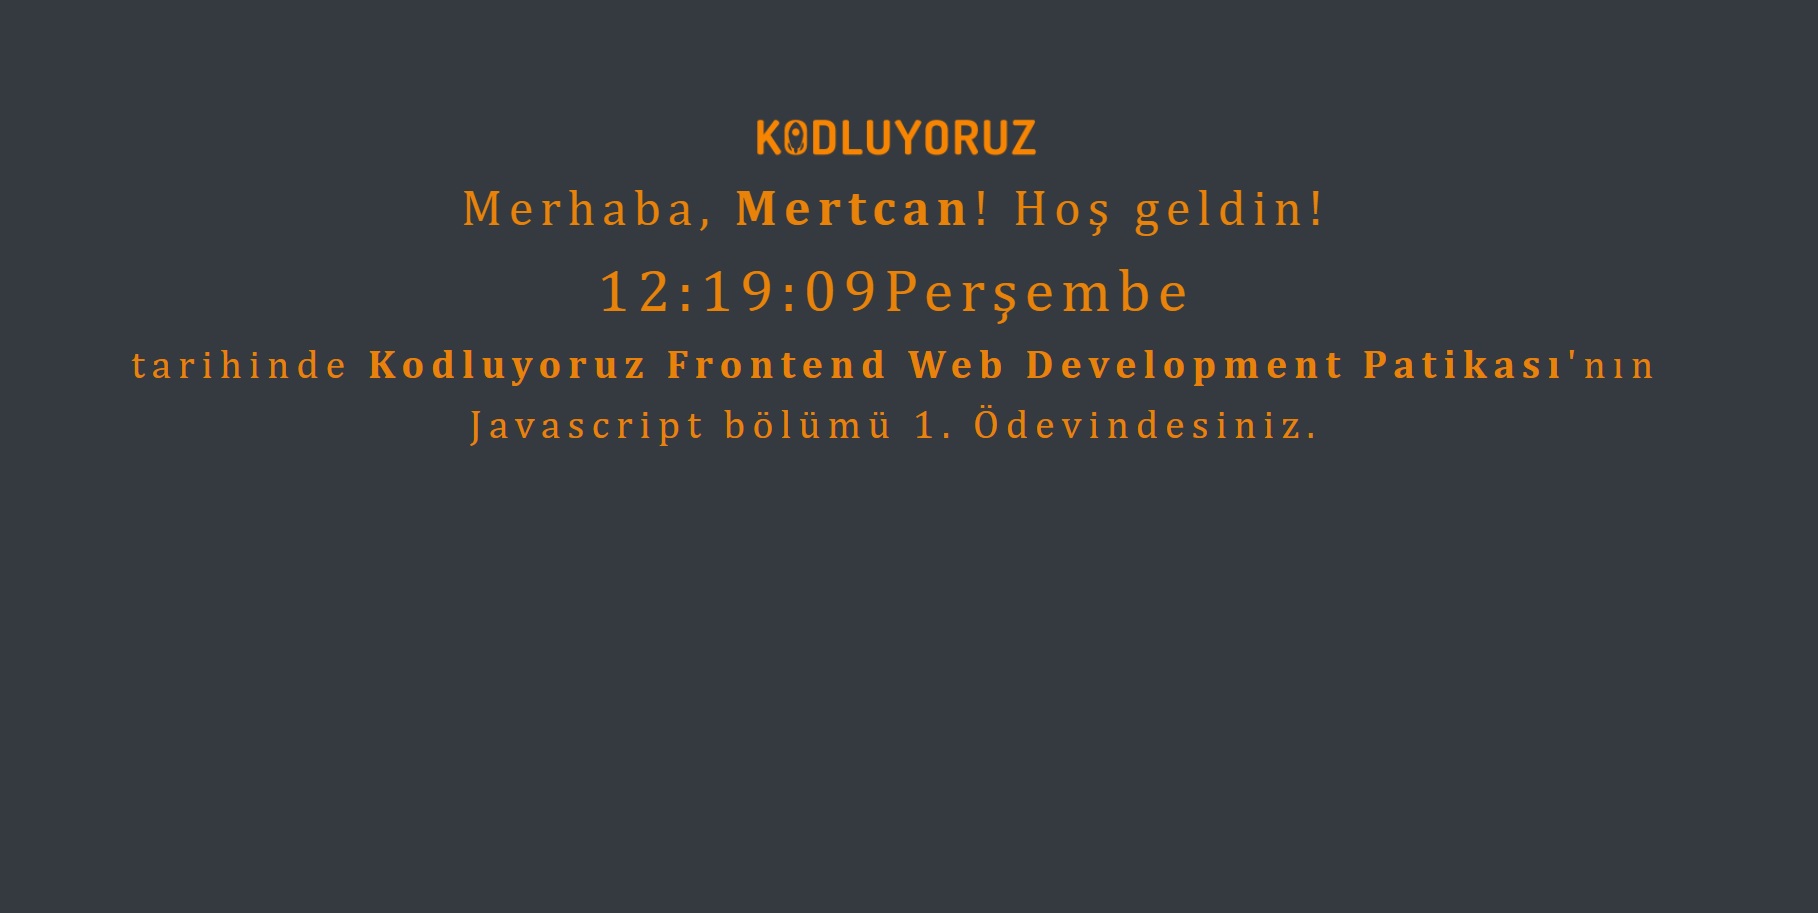 KODLUYORUZ
Merhaba, Mertcan! Hoş geldin!
12:19:09Perşembe
tarihinde Kodluyoruz Frontend Web Development Patikası'nın
Javascript bölümü 1. Ödevindesiniz.